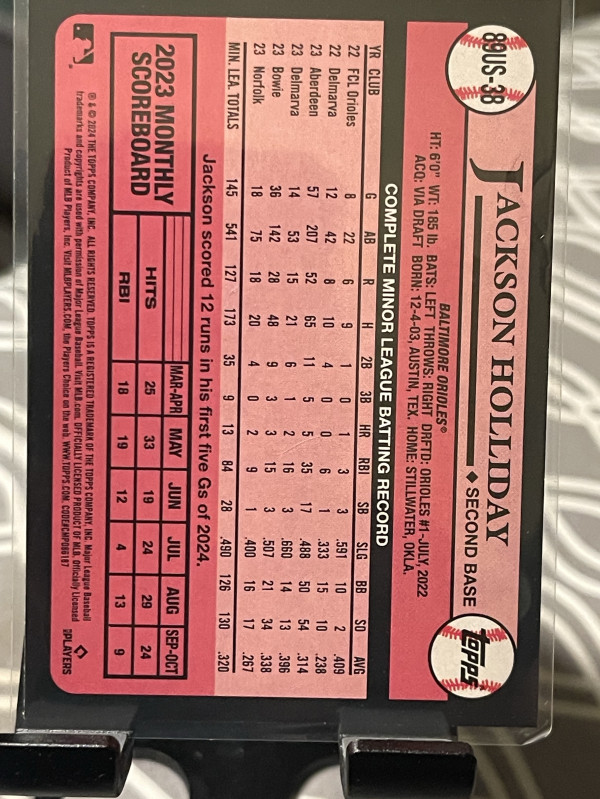 89US-38
JACKSON HOLLIDAY
◆ SECOND BASE
Topps
BALTIMORE ORIOLES®
HT: 6'0" WT: 185 lb. BATS: LEFT THROWS: RIGHT DRFTD: ORIOLES #1-JULY, 2022
ACQ: VIA DRAFT BORN: 12-4-03, AUSTIN, TEX. HOME: STILLWATER, OKLA.
COMPLETE MINOR LEAGUE BATTING RECORD
YR CLUB G AB R H 2B 3B HR RBI SB SLG BB SO AVG
22 FCL Orioles 8 22 6 9 1 0 1 3 3 .591 10 2 .409
22 Delmarva 12 42 8 10 4 0 0 6 1 .333 15 10 .238
23 Aberdeen 57 207 52 65 11 5 5 35 17 .488 50 54 .314
23 Delmarva 14 53 15 21 6 1 2 16 3 .660 14 13 .396
23 Bowie 36 142 28 48 9 3 3 15 3 .507 21 34 .338
23 Norfolk 18 75 18 20 4 0 2 9 1 .400 16 17 .267
MIN. LEA. TOTALS 145 541 127 173 35 9 13 84 28 .490 126 130 .320
Jackson scored 12 runs in his first five Gs of 2024.
2023 MONTHLY
SCOREBOARD
MAR-APR MAY JUN JUL AUG SEP-OCT
HITS 25 33 19 24 29 24
RBI 18 19 12 4 13 9
® & © 2024 THE TOPPS COMPANY, INC. ALL RIGHTS RESERVED. TOPPS IS A REGISTERED TRADEMARK OF THE TOPPS COMPANY, INC. Major League Baseball
trademarks and copyrights are used with permission of Major League Baseball. Visit MLB.com. OFFICIALLY LICENSED PRODUCT OF MLB. Officially Licensed
Product of MLB Players, Inc. Visit MLBPLAYERS.COM, the Players Choice on the web. WWW.TOPPS.COM. CODE#CMP066187
PLAYERS